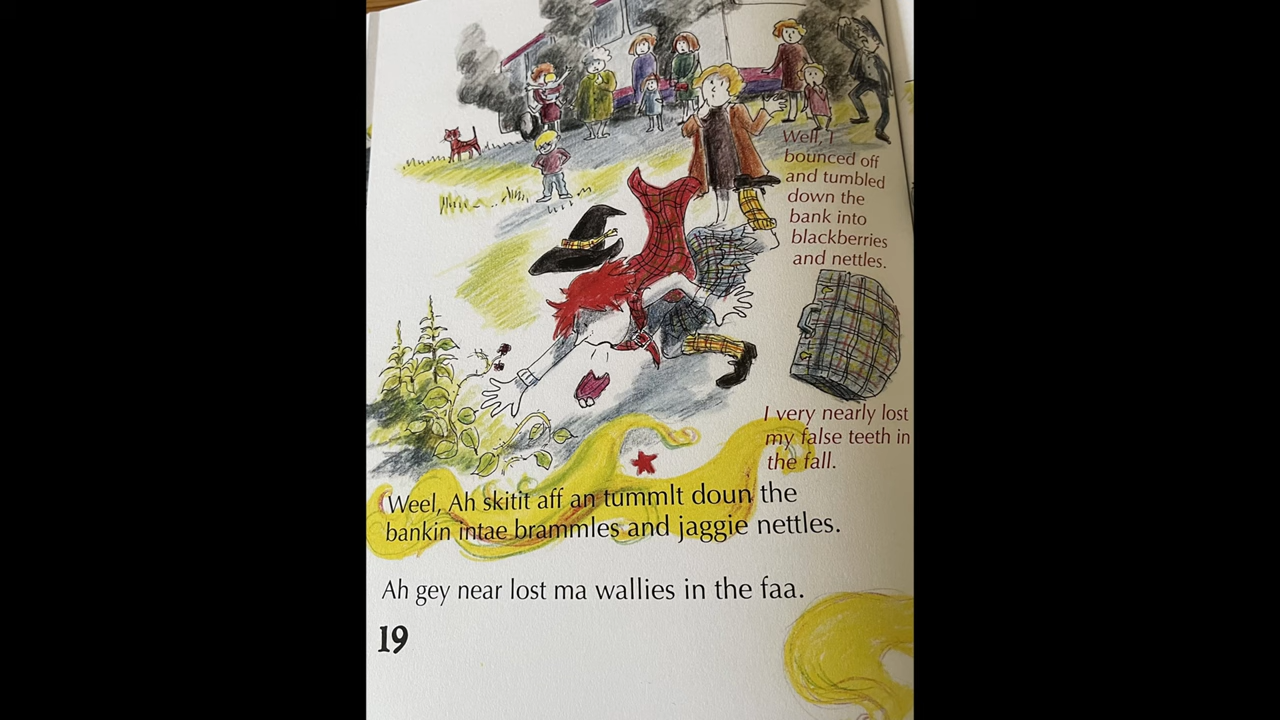 Well, I
bounced off
and tumbled
down the
bank into
blackberries
and nettles.
I very nearly lost
my false teeth in
the fall.
Weel, Ah skitit aff an tummlt doun the
bankin intae brammles and jaggie nettles.
Ah gey near lost ma wallies in the faa.
19